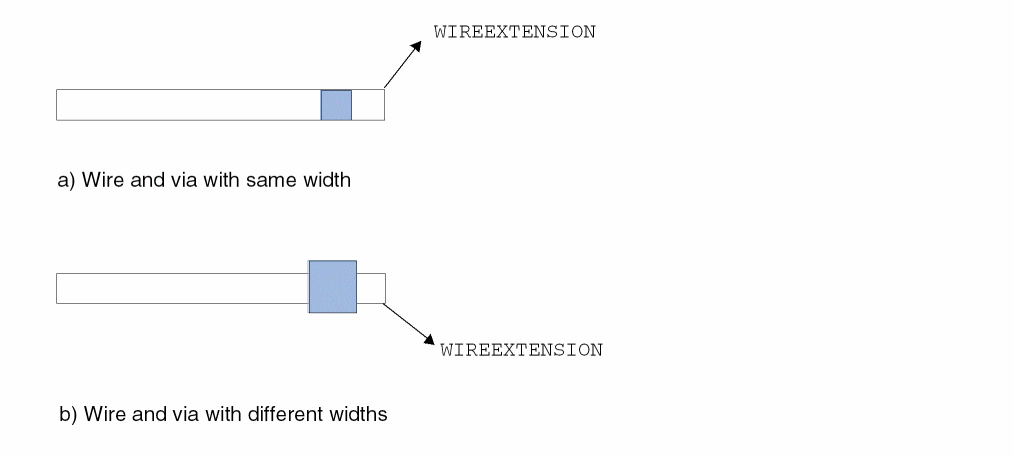 WIREEXTENSION
a) Wire and via with same width
WIREEXTENSION
b) Wire and via with different widths